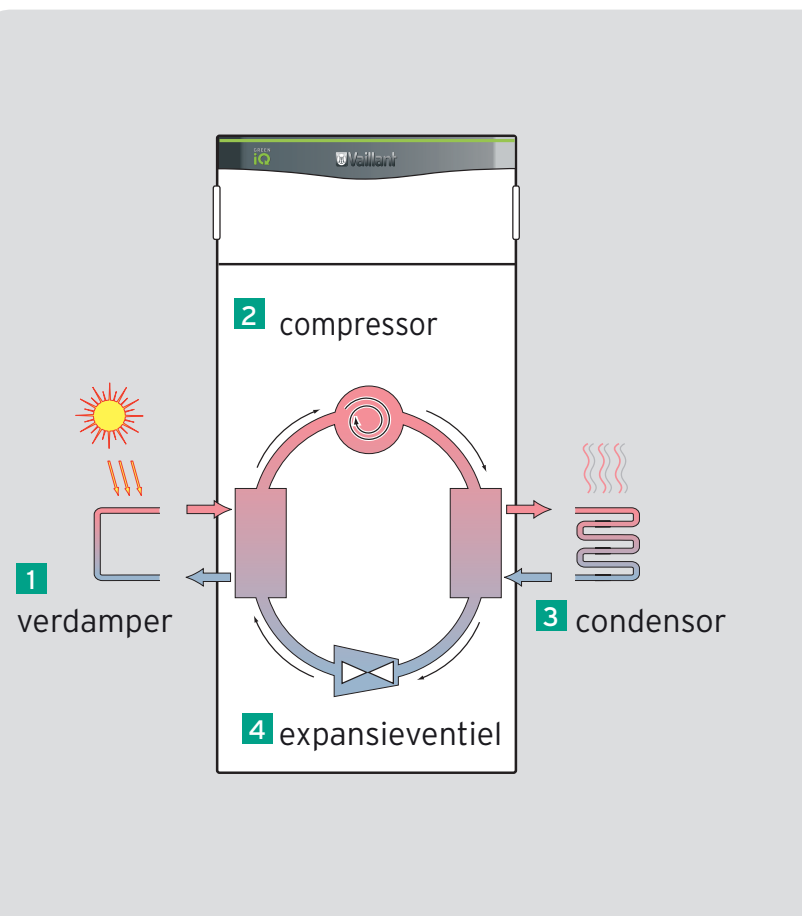 GREEN
iQ
Vaillant
2 compressor
1
verdamper
3 condensor
4 expansieventiel